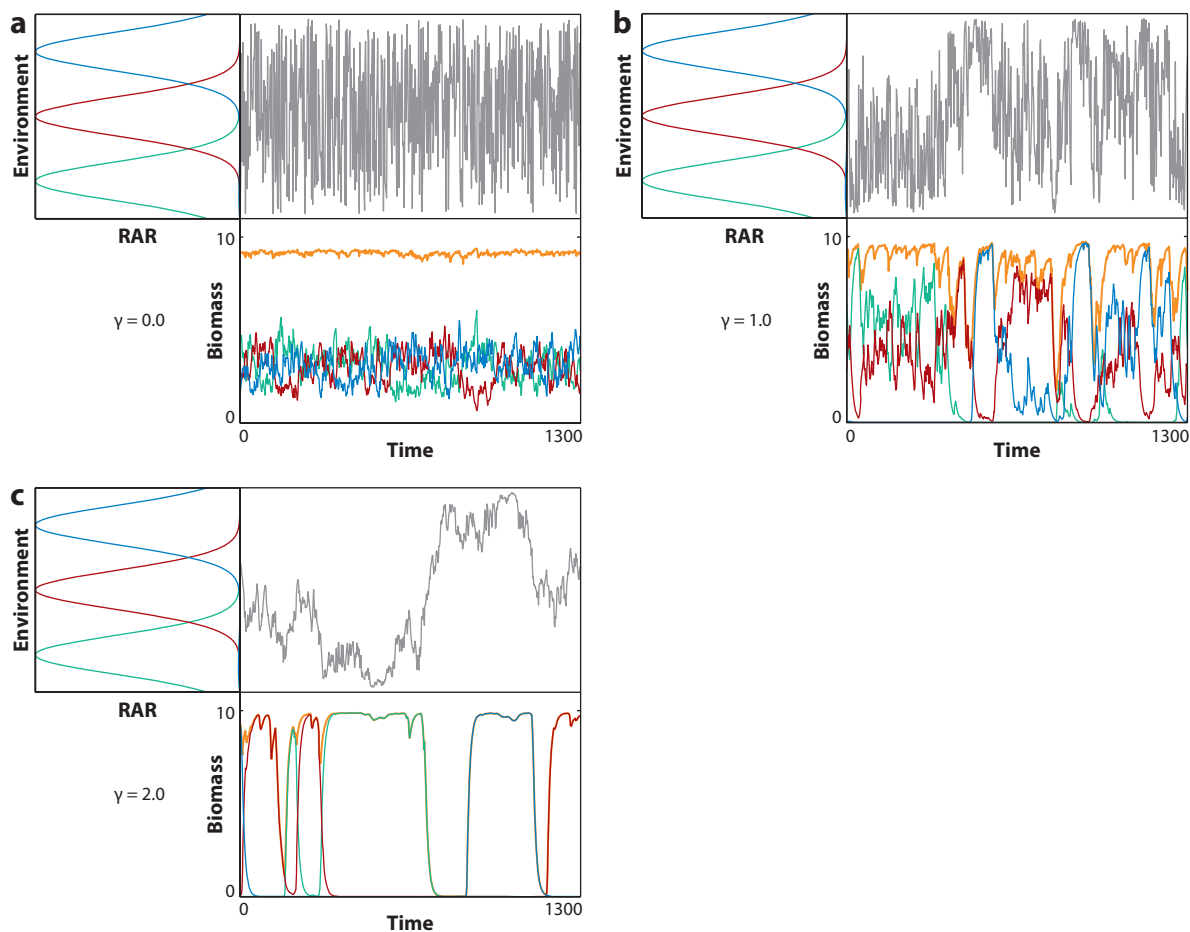 a
Environment
RAR
γ = 0.0
Biomass
10
0
0
1300
Time
b
Environment
RAR
γ = 1.0
Biomass
10
0
0
1300
Time
c
Environment
RAR
γ = 2.0
Biomass
10
0
0
1300
Time